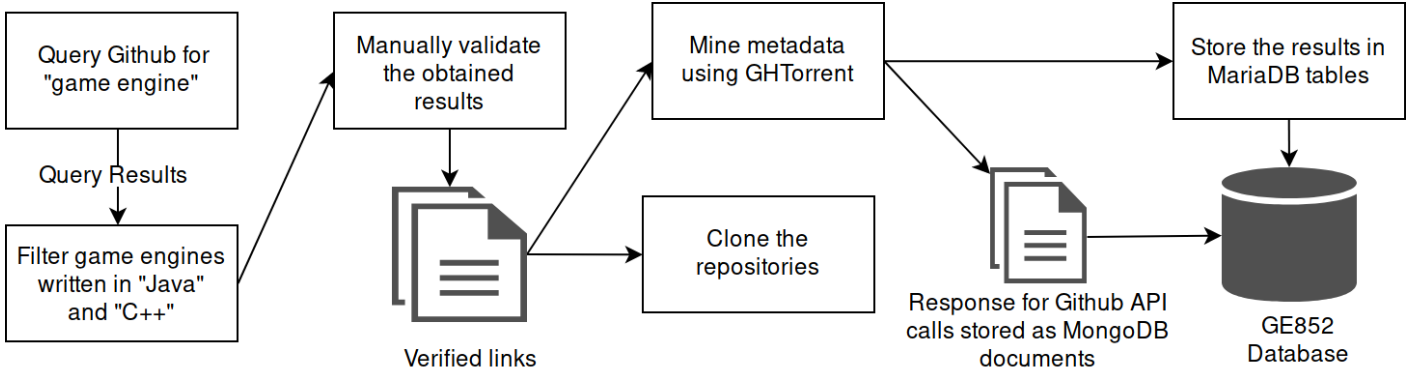 Query Github for
"game engine"
Query Results
Filter game engines
written in "Java"
and "C++"
Manually validate
the obtained
results
Verified links
Mine metadata
using GHTorrent
Clone the
repositories
Response for Github API
calls stored as MongoDB
documents
Store the results in
MariaDB tables
GE852
Database